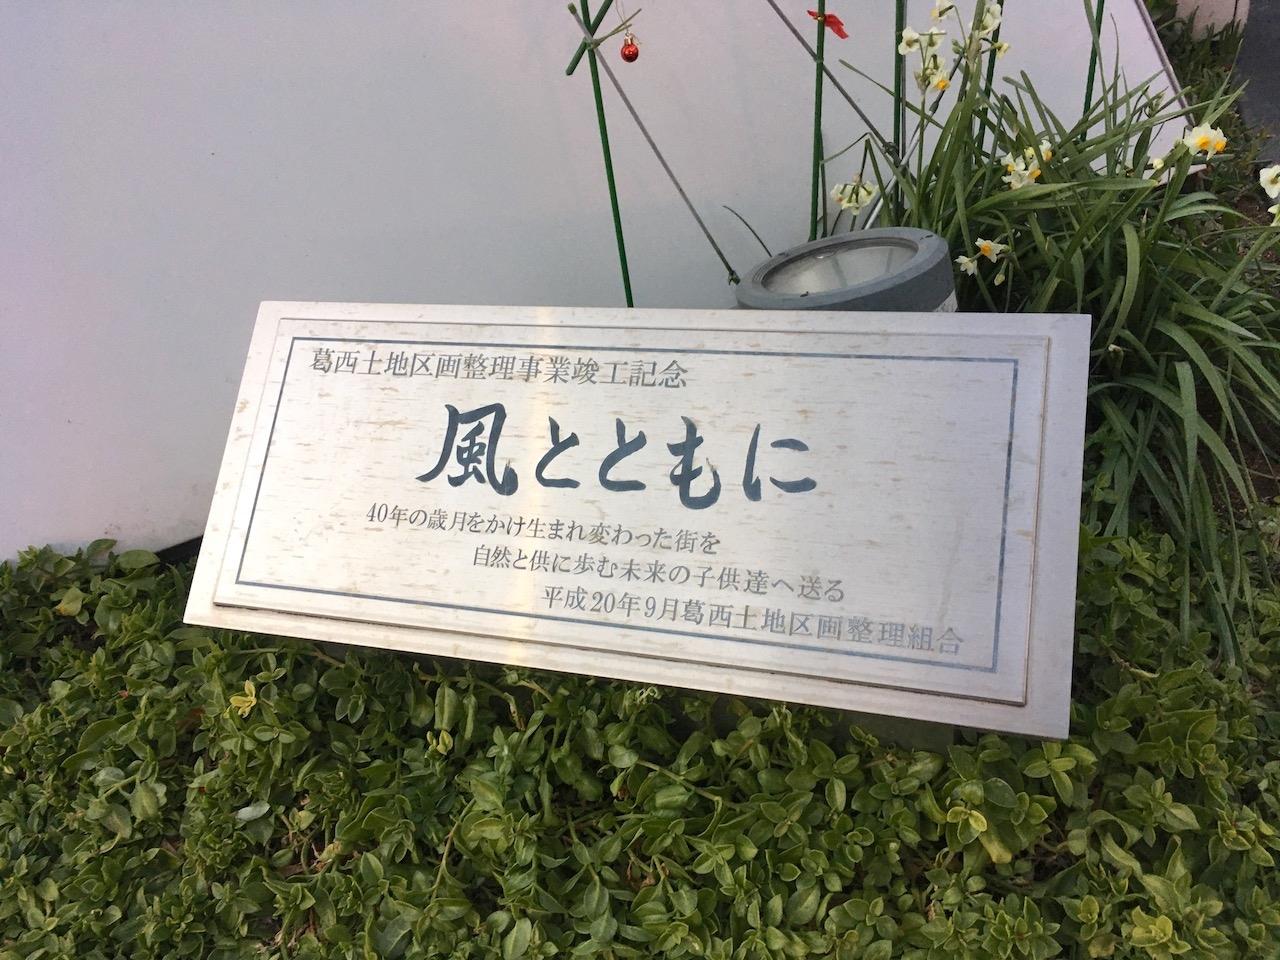 葛西土地区画整理事業竣工記念
風とともに
40年の歳月をかけ生まれ変わった街を
自然と供に歩む未来の子供達へ送る
平成20年9月葛西土地区画整理組合